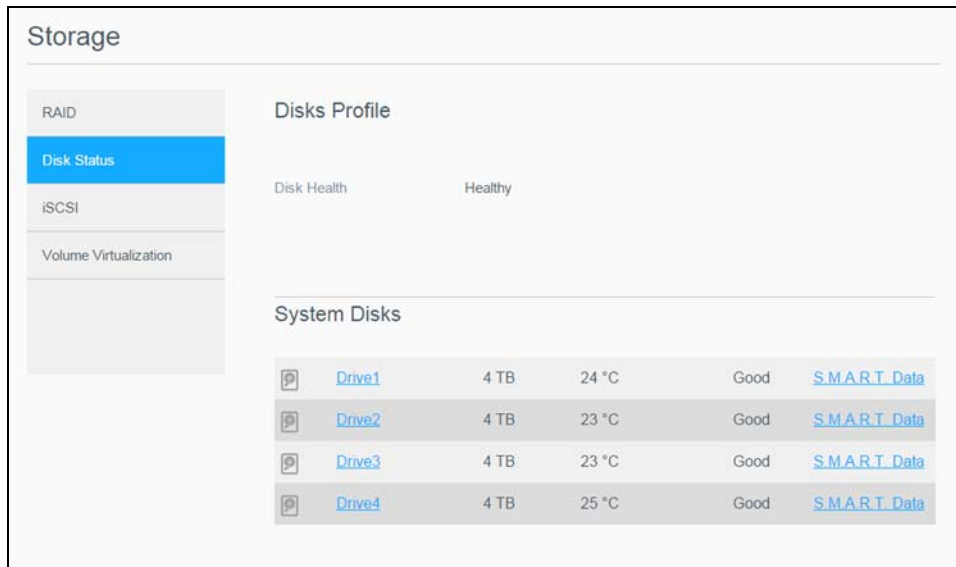 Storage
RAID
Disk Status
iSCSI
Volume Virtualization
Disks Profile
Disk Health Healthy
System Disks
Drive1 4 TB 24 °C Good S.M.A.R.T. Data
Drive2 4 TB 23 °C Good S.M.A.R.T. Data
Drive3 4 TB 23 °C Good S.M.A.R.T. Data
Drive4 4 TB 25 °C Good S.M.A.R.T. Data